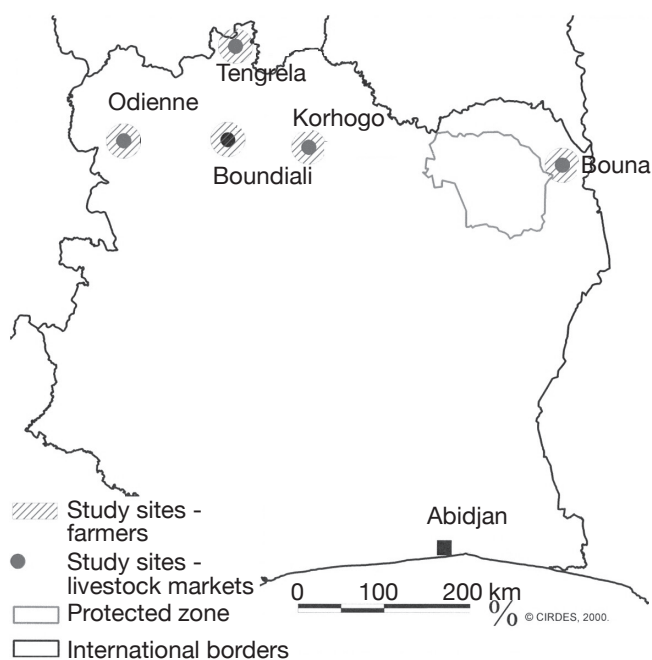 Tengrela
Odienne
Korhogo
Boundiali
Bouna
Abidjan
Study sites -
farmers
Study sites -
livestock markets
Protected zone
International borders
0 100 200 km
% © CIRDES, 2000.